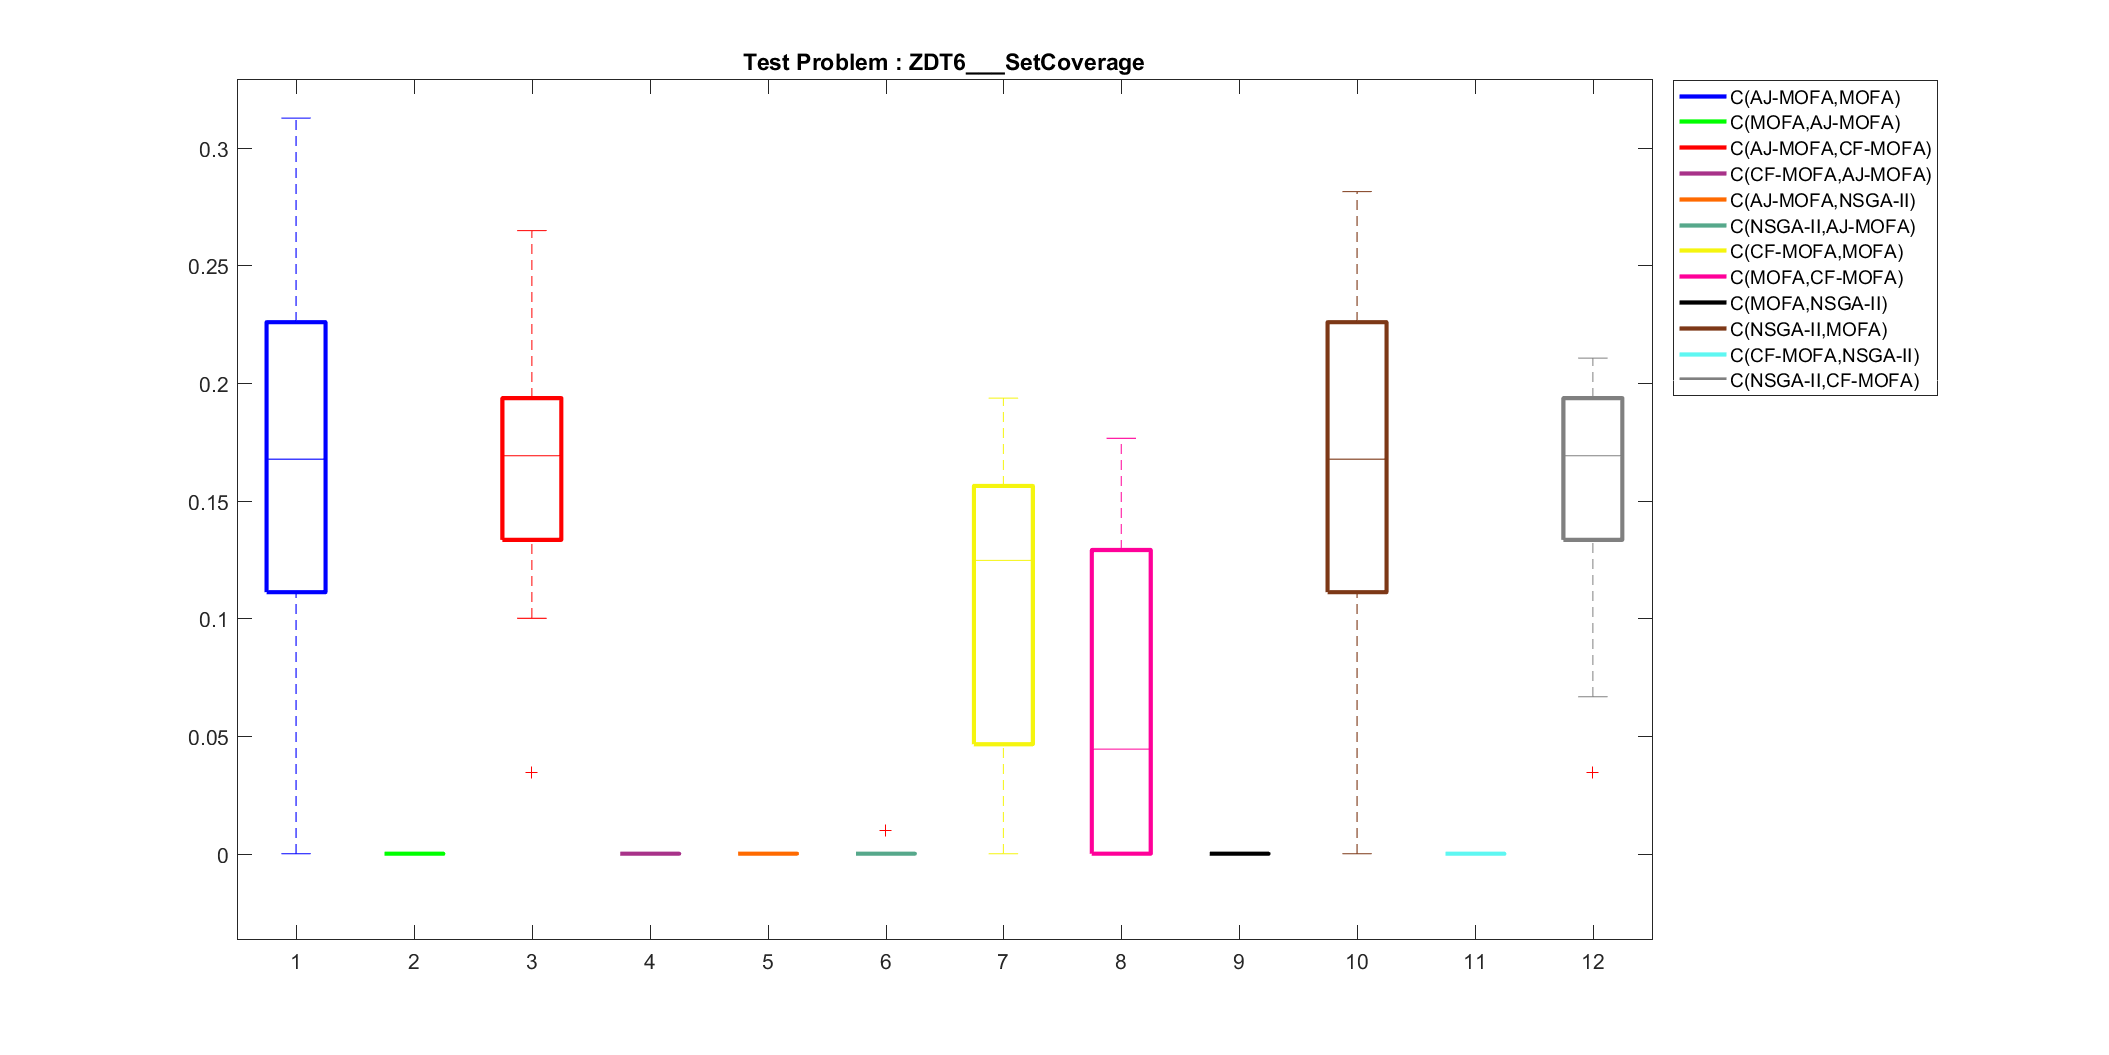 Test Problem : ZDT6___SetCoverage
0.3
0.25
0.2
0.15
0.1
0.05
0
1 2 3 4 5 6 7 8 9 10 11 12
C(AJ-MOFA,MOFA)
C(MOFA,AJ-MOFA)
C(AJ-MOFA,CF-MOFA)
C(CF-MOFA,AJ-MOFA)
C(AJ-MOFA,NSGA-II)
C(NSGA-II,AJ-MOFA)
C(CF-MOFA,MOFA)
C(MOFA,CF-MOFA)
C(MOFA,NSGA-II)
C(NSGA-II,MOFA)
C(CF-MOFA,NSGA-II)
C(NSGA-II,CF-MOFA)